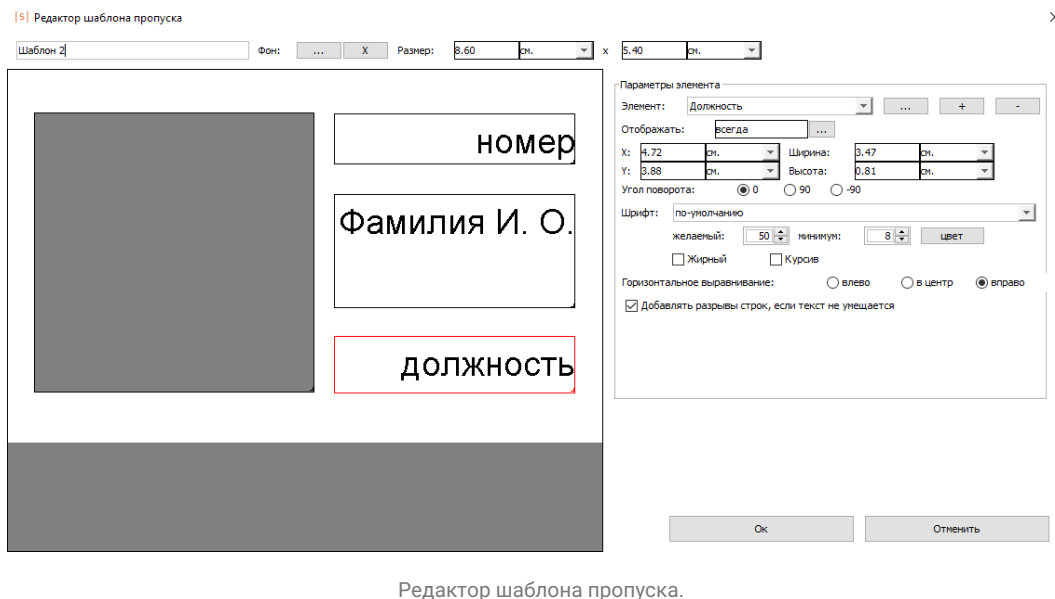 |S| Редактор шаблона пропуска
Шаблон 2 Фон: ... X Размер: 8.60 см. x 5.40 см.
номер
Фамилия И. О.
должность
Параметры элемента
Элемент: Должность ... + -
Отображать: всегда ...
X: 4.72 см. Ширина: 3.47 см.
Y: 3.88 см. Высота: 0.81 см.
Угол поворота: 0 90 -90
Шрифт: по-умолчанию
желаемый: 50 минимум: 8 цвет
Жирный Курсив
Горизонтальное выравнивание: влево в центр вправо
Добавлять разрывы строк, если текст не умещается
Ок Отменить
Редактор шаблона пропуска.